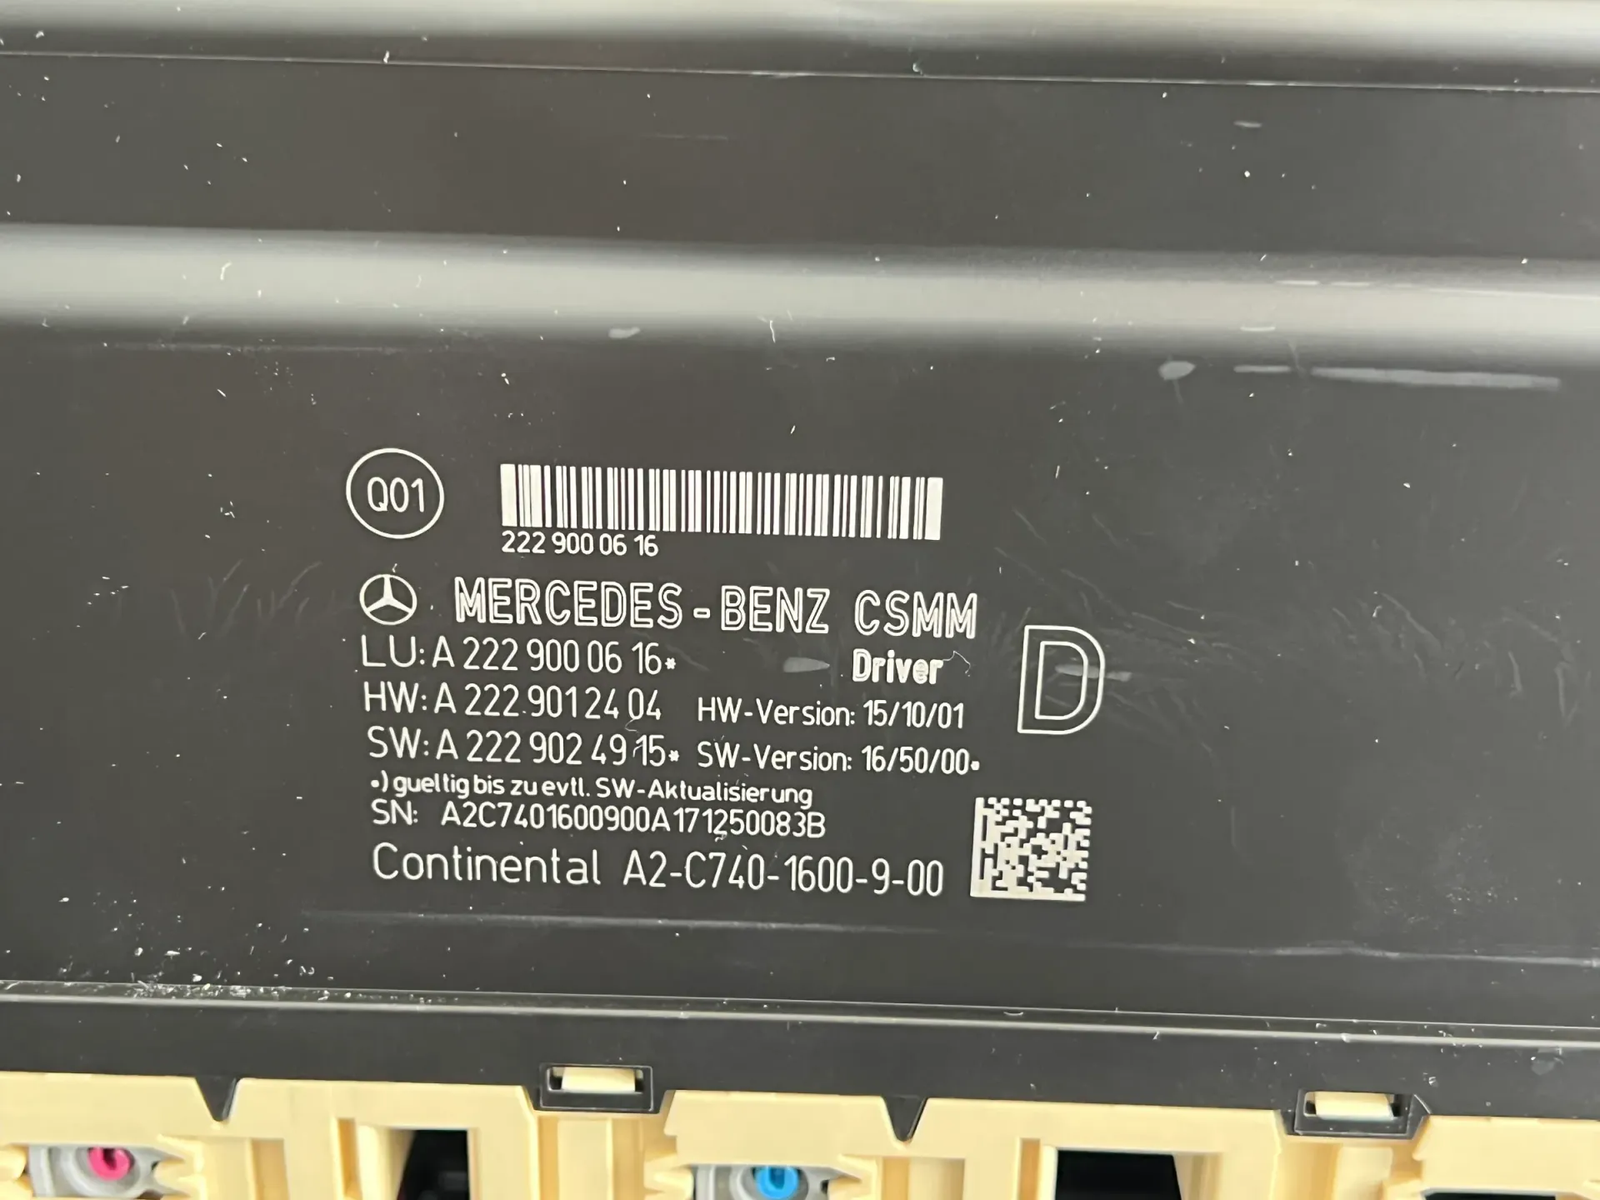 Q01
222 900 06 16
MERCEDES-BENZ CSMM
LU: A 222 900 06 16*
Driver
D
HW: A 222 901 24 04 HW-Version: 15/10/01
SW: A 222 902 49 15* SW-Version: 16/50/00*
*) gueltig bis zu evtl. SW-Aktualisierung
SN: A2C7401600900A171250083B
Continental A2-C740-1600-9-00